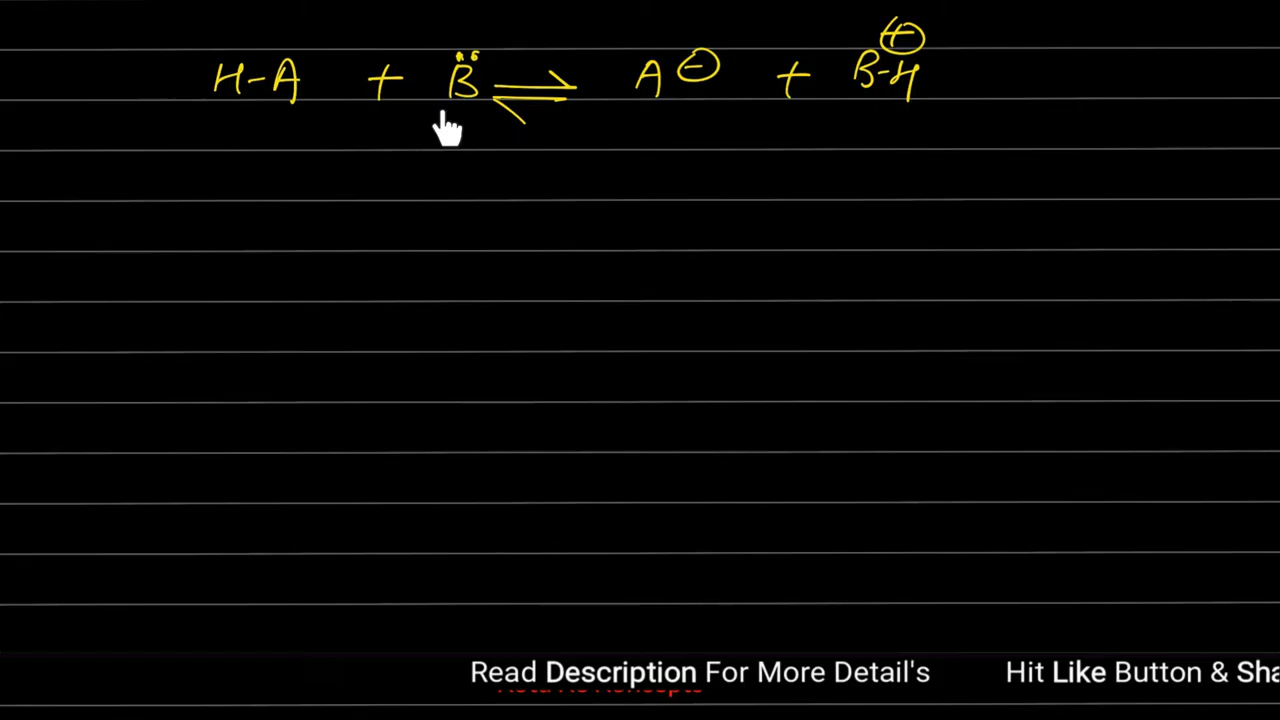 H-A + B̈ ⇌ A⊖ + B-H⊕
Read Description For More Detail's Hit Like Button & Sha